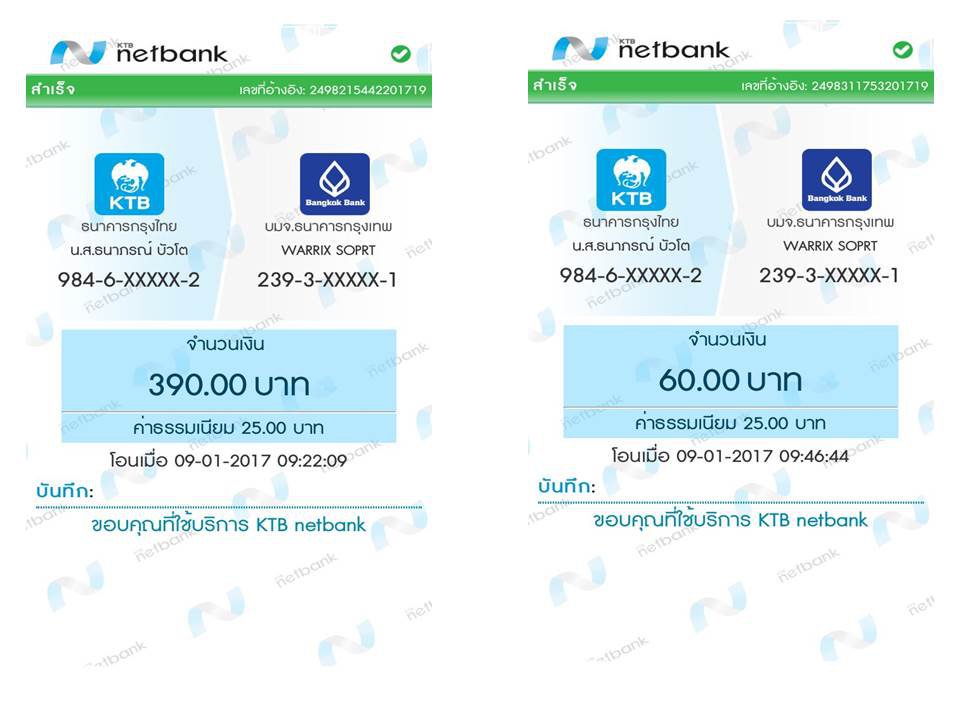 KTB netbank
สำเร็จ เลขที่อ้างอิง: 2498215442201719
KTB
Bangkok Bank
ธนาคารกรุงไทย บมจ.ธนาคารกรุงเทพ
น.ส.ธนาภรณ์ บัวโต WARRIX SOPRT
984-6-XXXXX-2 239-3-XXXXX-1
จำนวนเงิน
390.00 บาท
ค่าธรรมเนียม 25.00 บาท
โอนเมื่อ 09-01-2017 09:22:09
บันทึก:
ขอบคุณที่ใช้บริการ KTB netbank
KTB netbank
สำเร็จ เลขที่อ้างอิง: 2498311753201719
KTB
Bangkok Bank
ธนาคารกรุงไทย บมจ.ธนาคารกรุงเทพ
น.ส.ธนาภรณ์ บัวโต WARRIX SOPRT
984-6-XXXXX-2 239-3-XXXXX-1
จำนวนเงิน
60.00 บาท
ค่าธรรมเนียม 25.00 บาท
โอนเมื่อ 09-01-2017 09:46:44
บันทึก:
ขอบคุณที่ใช้บริการ KTB netbank